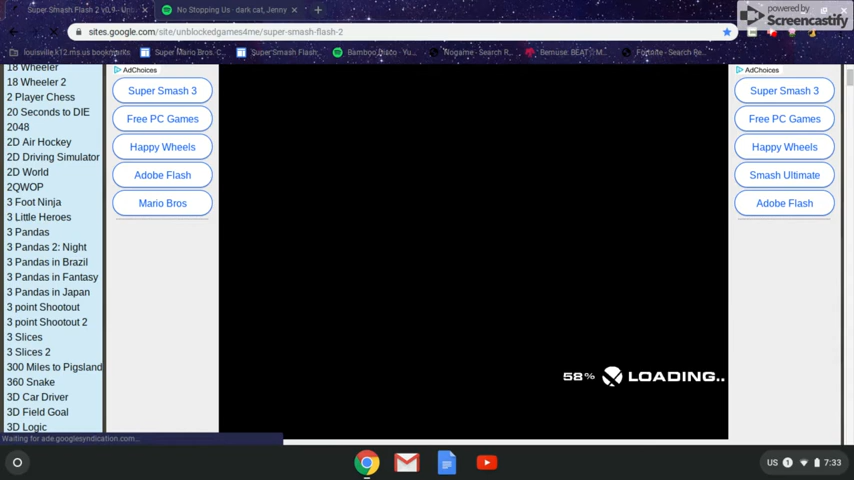 Super Smash Flash 2 v0.9 - Un
No Stopping Us - dark cat, Jenny
powered by
Screencastify
sites.google.com/site/unblockedgames4me/super-smash-flash-2
louisville.k12.ms.us bookmarks
Super Mario Bros. C...
Super Smash Flash
Bamboo Disco - Yu...
Nogame - Search R...
Bemuse: BEAT☆M...
Fortnite - Search Re...
18 Wheeler
18 Wheeler 2
2 Player Chess
20 Seconds to DIE
2048
2D Air Hockey
2D Driving Simulator
2D World
2QWOP
3 Foot Ninja
3 Little Heroes
3 Pandas
3 Pandas 2: Night
3 Pandas in Brazil
3 Pandas in Fantasy
3 Pandas in Japan
3 point Shootout
3 point Shootout 2
3 Slices
3 Slices 2
300 Miles to Pigsland
360 Snake
3D Car Driver
3D Field Goal
3D Logic
AdChoices
Super Smash 3
Free PC Games
Happy Wheels
Adobe Flash
Mario Bros
58% LOADING..
AdChoices
Super Smash 3
Free PC Games
Happy Wheels
Smash Ultimate
Adobe Flash
Waiting for ade.googlesyndication.com...
US 1 7:33